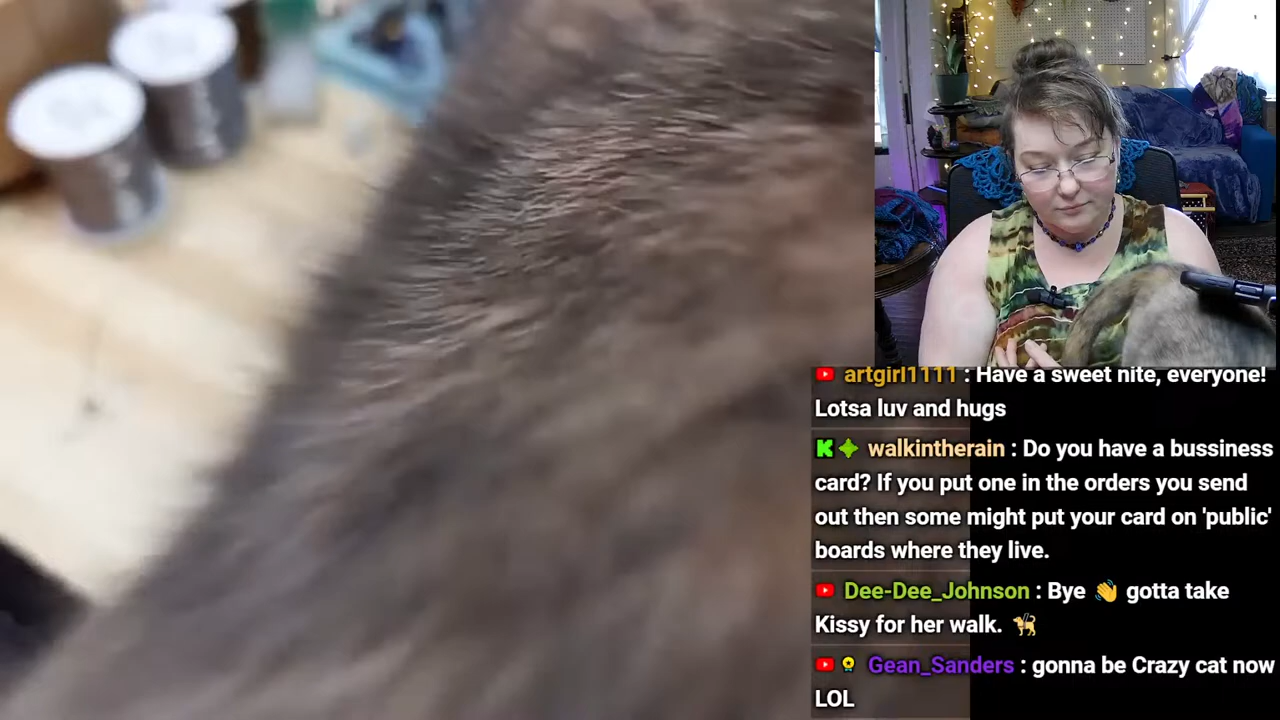 artgirl1111 : Have a sweet nite, everyone!
Lotsa luv and hugs
walkintherain : Do you have a bussiness
card? If you put one in the orders you send
out then some might put your card on 'public'
boards where they live.
Dee-Dee_Johnson : Bye 👋 gotta take
Kissy for her walk. 🐕‍🦺
Gean_Sanders : gonna be Crazy cat now
LOL